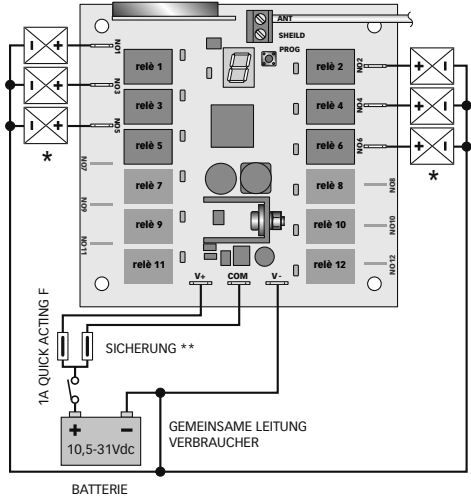 ANT
SHEILD
PROG
NO1
NO3
NO5
NO7
NO9
NO11
relè 1
relè 3
relè 5
relè 7
relè 9
relè 11
8
relè 2
relè 4
relè 6
relè 8
relè 10
relè 12
NO2
NO4
NO6
NO8
NO10
NO12
- +
- +
- +
*
- +
- +
- +
*
V+ COM V-
1A QUICK ACTING F
SICHERUNG **
+ -
10,5-31Vdc
BATTERIE
GEMEINSAME LEITUNG
VERBRAUCHER